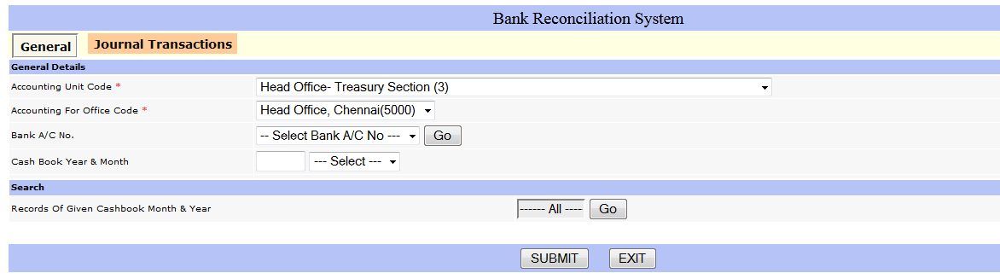 Bank Reconciliation System
General Journal Transactions
General Details
Accounting Unit Code * Head Office- Treasury Section (3)
Accounting For Office Code * Head Office, Chennai(5000)
Bank A/C No. -- Select Bank A/C No --- Go
Cash Book Year & Month --- Select ---
Search
Records Of Given Cashbook Month & Year ------ All ---- Go
SUBMIT EXIT